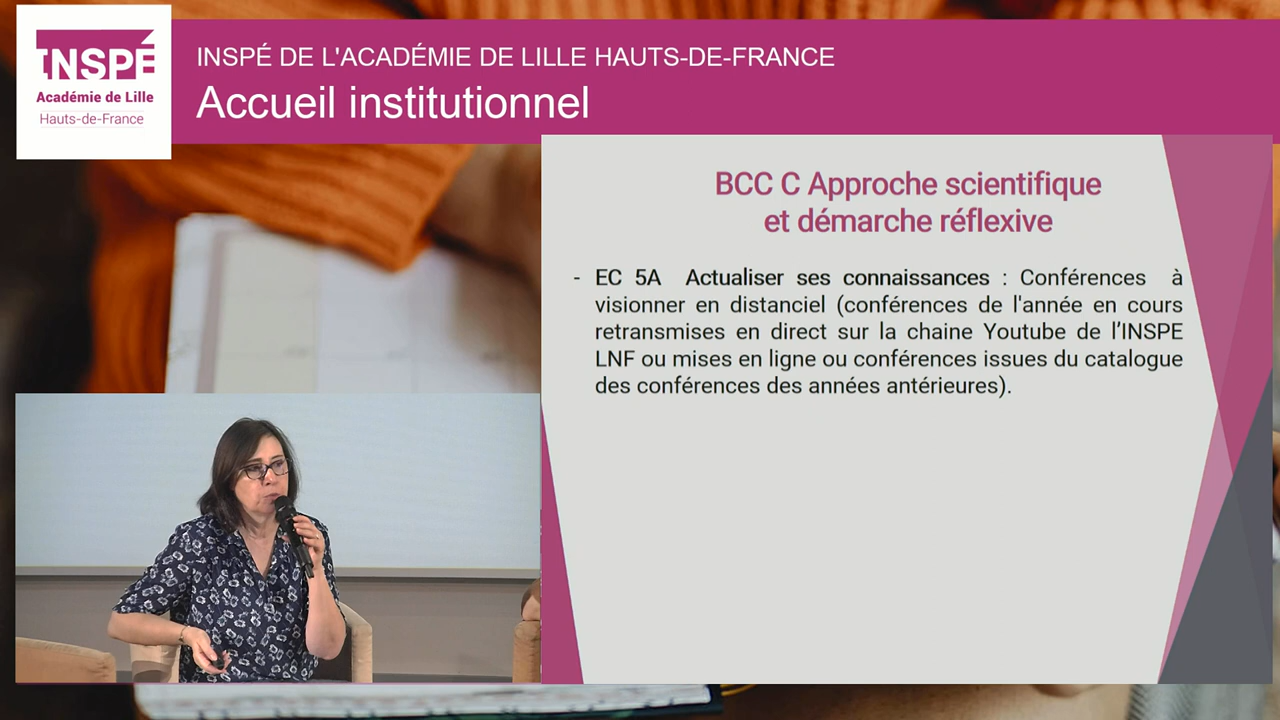 INSPÉ
Académie de Lille
Hauts-de-France
INSPÉ DE L'ACADÉMIE DE LILLE HAUTS-DE-FRANCE
Accueil institutionnel
BCC C Approche scientifique
et démarche réflexive
- EC 5A Actualiser ses connaissances : Conférences à
visionner en distanciel (conférences de l'année en cours
retransmises en direct sur la chaine Youtube de l’INSPE
LNF ou mises en ligne ou conférences issues du catalogue
des conférences des années antérieures).